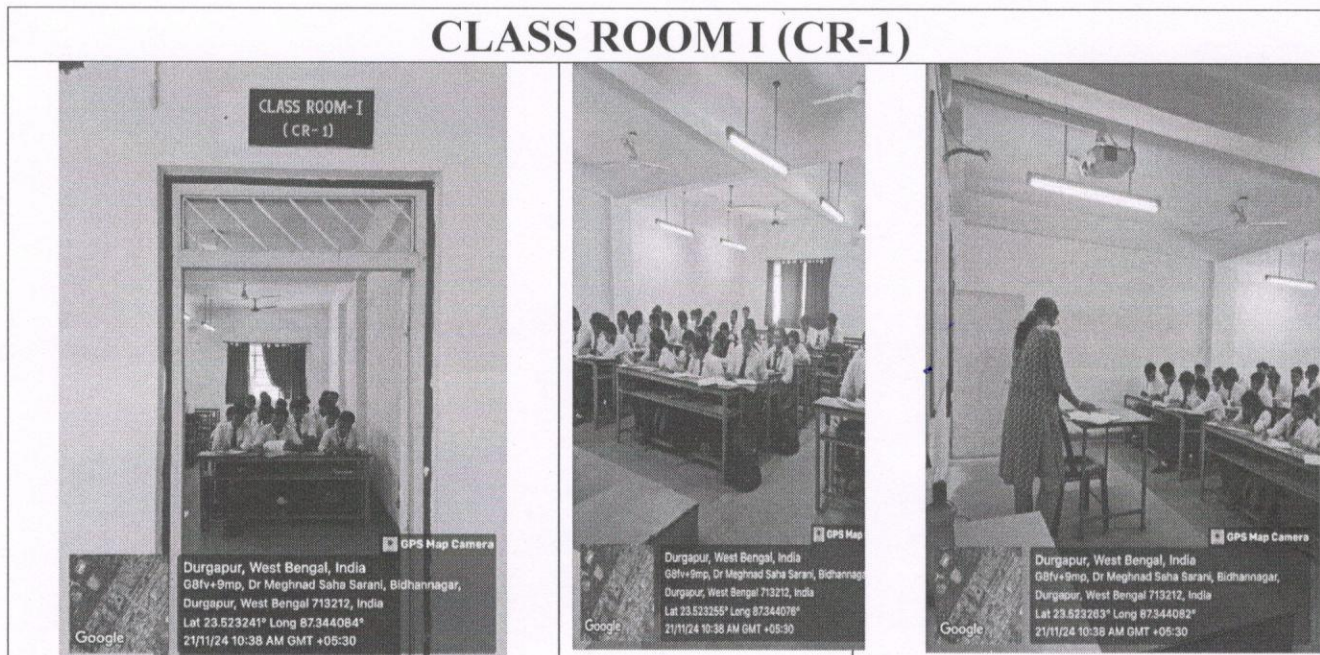 CLASS ROOM I (CR-1)
CLASS ROOM-I
(CR-1)
GPS Map Camera
Durgapur, West Bengal, India
G8fv+9mp, Dr Meghnad Saha Sarani, Bidhannagar,
Durgapur, West Bengal 713212, India
Lat 23.523241° Long 87.344084°
21/11/24 10:38 AM GMT +05:30
Google
GPS Map Cam
Durgapur, West Bengal, India
G8fv+9mp, Dr Meghnad Saha Sarani, Bidhannagar
Durgapur, West Bengal 713212, India
Lat 23.523255° Long 87.344076°
21/11/24 10:38 AM GMT +05:30
Google
GPS Map Camera
Durgapur, West Bengal, India
G8fv+9mp, Dr Meghnad Saha Sarani, Bidhannagar,
Durgapur, West Bengal 713212, India
Lat 23.523263° Long 87.344082°
21/11/24 10:38 AM GMT +05:30
Google